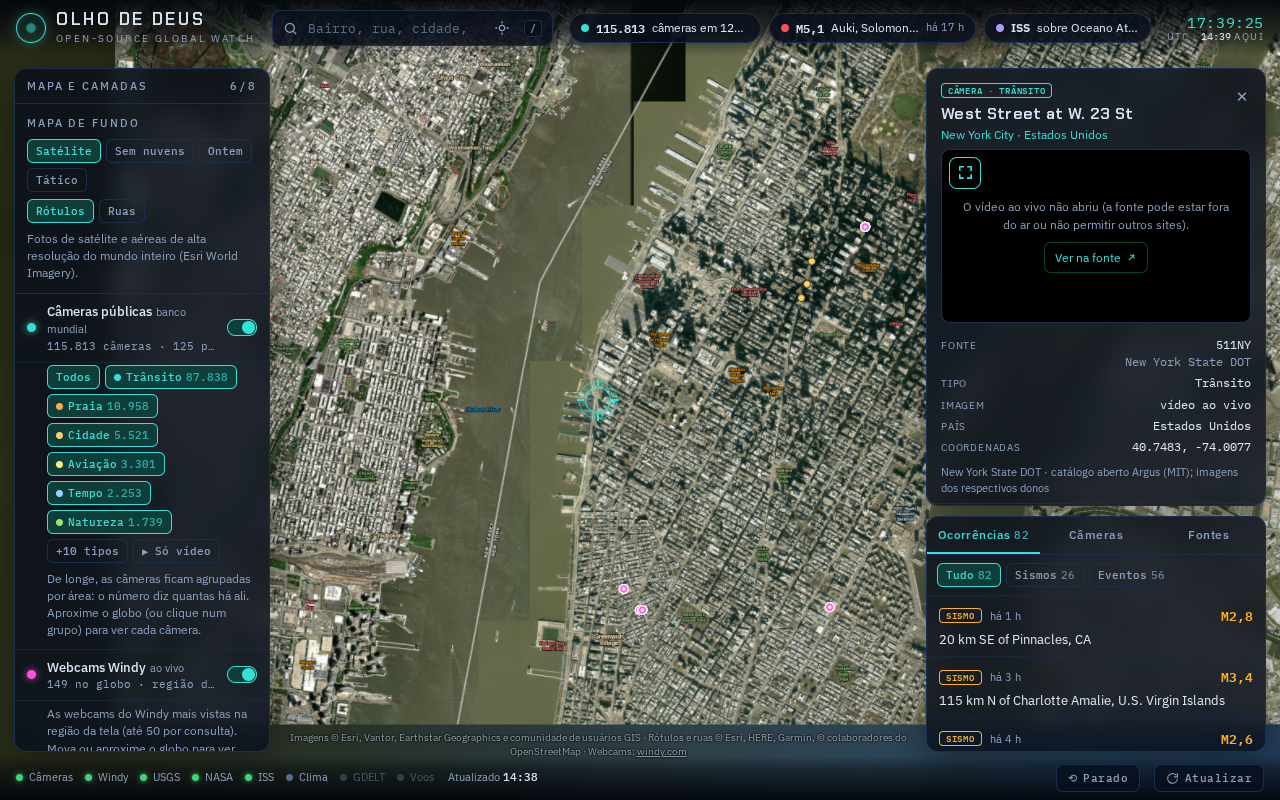 OLHO DE DEUS
OPEN-SOURCE GLOBAL WATCH
Bairro, rua, cidade,
/
115.813 câmeras em 12…
M5,1 Auki, Solomon… há 17 h
ISS sobre Oceano At…
17:39:25
UTC · 14:39 AQUI
MAPA E CAMADAS 6/8
MAPA DE FUNDO
Satélite Sem nuvens Ontem
Tático
Rótulos Ruas
Fotos de satélite e aéreas de alta
resolução do mundo inteiro (Esri World
Imagery).
Câmeras públicas banco
mundial
115.813 câmeras · 125 p…
Todos Trânsito 87.838
Praia 10.958
Cidade 5.521
Aviação 3.301
Tempo 2.253
Natureza 1.739
+10 tipos ▶ Só vídeo
De longe, as câmeras ficam agrupadas
por área: o número diz quantas há ali.
Aproxime o globo (ou clique num
grupo) para ver cada câmera.
Webcams Windy ao vivo
149 no globo · região d…
As webcams do Windy mais vistas na
região da tela (até 50 por consulta).
Mova ou aproxime o globo para ver
NEW JERSEY
NEW YORK
NEW JERSEY
NEW YORK
Greenwich
Village
CÂMERA · TRÂNSITO
West Street at W. 23 St
New York City · Estados Unidos
O vídeo ao vivo não abriu (a fonte pode estar fora
do ar ou não permitir outros sites).
Ver na fonte ↗
FONTE 511NY
New York State DOT
TIPO Trânsito
IMAGEM vídeo ao vivo
PAÍS Estados Unidos
COORDENADAS 40.7483, -74.0077
New York State DOT · catálogo aberto Argus (MIT); imagens
dos respectivos donos
Ocorrências 82 Câmeras Fontes
Tudo 82 Sismos 26 Eventos 56
SISMO há 1 h M2,8
20 km SE of Pinnacles, CA
SISMO há 3 h M3,4
115 km N of Charlotte Amalie, U.S. Virgin Islands
SISMO há 4 h M2,6
Imagens © Esri, Vantor, Earthstar Geographics e comunidade de usuários GIS · Rótulos e ruas © Esri, HERE, Garmin, © colaboradores do
OpenStreetMap · Webcams: windy.com
Câmeras Windy USGS NASA ISS Clima GDELT Voos Atualizado 14:38
⟲ Parado Atualizar